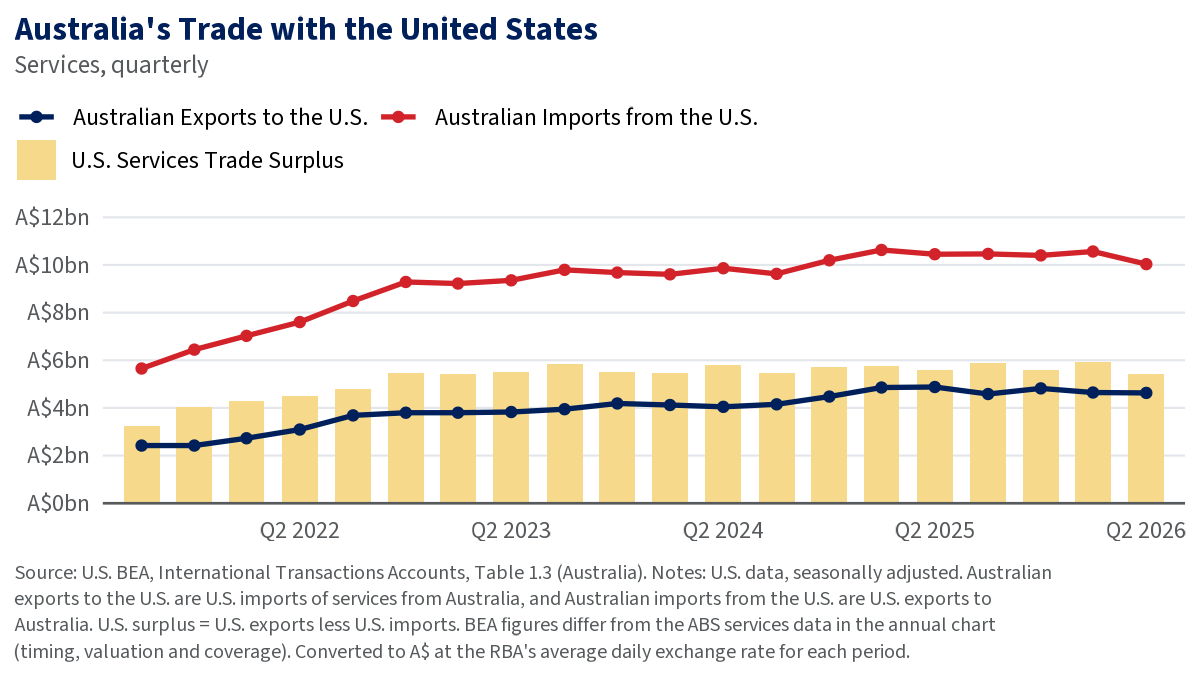 Australia's Trade with the United States
Services, quarterly
Australian Exports to the U.S. Australian Imports from the U.S.
U.S. Services Trade Surplus
A$12bn
A$10bn
A$8bn
A$6bn
A$4bn
A$2bn
A$0bn
Q2 2022 Q2 2023 Q2 2024 Q2 2025 Q2 2026
Source: U.S. BEA, International Transactions Accounts, Table 1.3 (Australia). Notes: U.S. data, seasonally adjusted. Australian
exports to the U.S. are U.S. imports of services from Australia, and Australian imports from the U.S. are U.S. exports to
Australia. U.S. surplus = U.S. exports less U.S. imports. BEA figures differ from the ABS services data in the annual chart
(timing, valuation and coverage). Converted to A$ at the RBA's average daily exchange rate for each period.